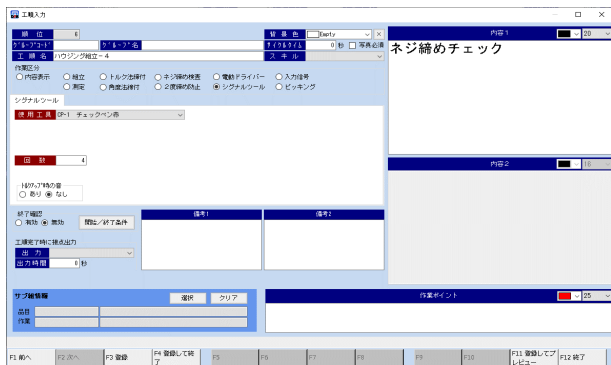 工順入力
順 位 6
背 景 色 Empty
内容1 20
ｸﾞﾙｰﾌﾟｺｰﾄﾞ ｸﾞﾙｰﾌﾟ名
ｻｲｸﾙﾀｲﾑ 0 秒 写真必須
工 順 名 ハウジング組立－４
ス キ ル
ネジ締めチェック
作業区分
内容表示 組立 トルク法締付 ネジ締め検査 電動ドライバー 入力信号
測定 角度法締付 ２度締め防止 シグナルツール ピッキング
シグナルツール
使 用 工 具 CP-1 チェックペン赤
回 数 4
内容2 18
ﾄﾙｸｱｯﾌﾟ時の音
あり なし
終了確認
有効 無効 開始／終了条件
備考1 備考2
工順完了時に接点出力
出 力
出力時間 0 秒
サブ組情報 選択 クリア
品目
作業
作業ポイント 25
F1 前へ F2 次へ F3 登録 F4 登録して終了 F5 F6 F7 F8 F9 F10 F11 登録してプレビュー F12 終了